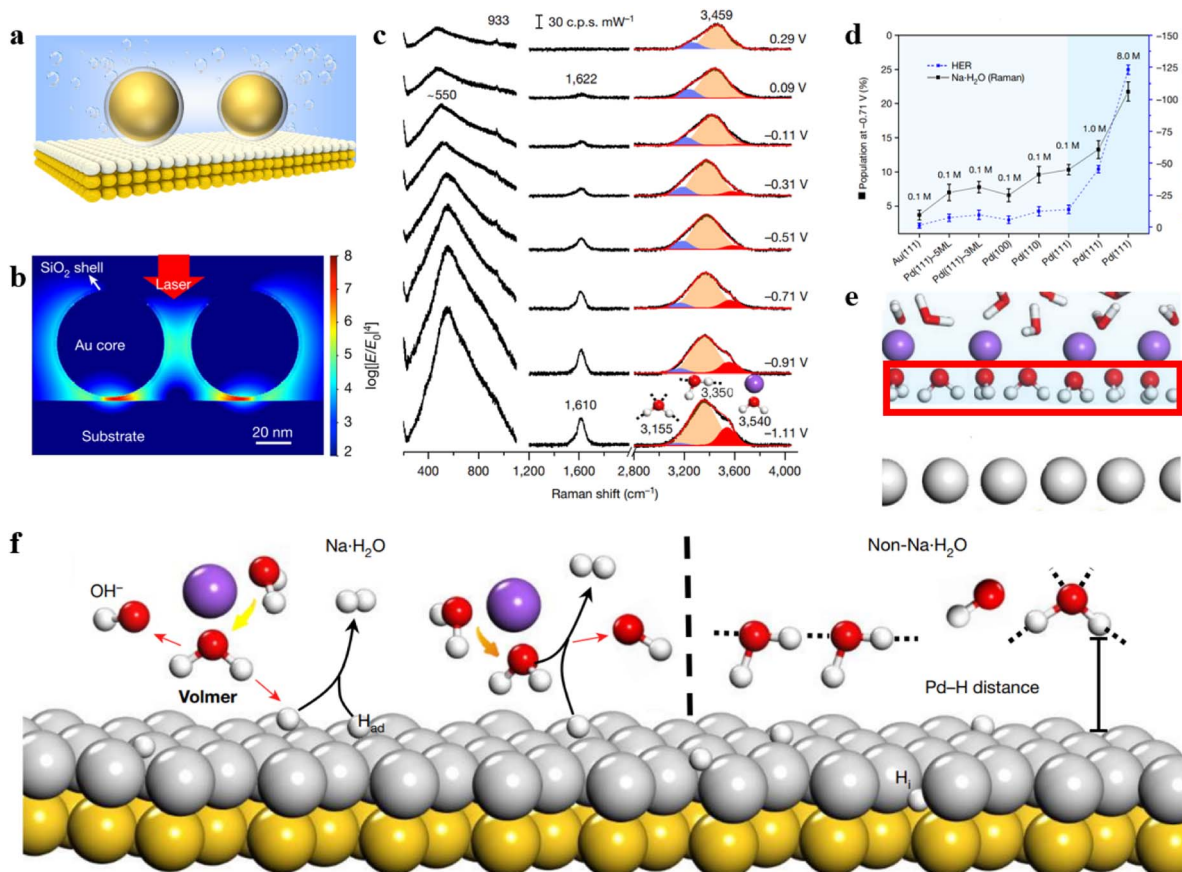 a
b
SiO₂ shell
Laser
Au core
Substrate
20 nm
8
7
6
5
4
3
2
log[|E/E₀|⁴]
c
933
30 c.p.s. mW⁻¹
3,459
0.29 V
1,622
0.09 V
~550
−0.11 V
−0.31 V
−0.51 V
−0.71 V
−0.91 V
3,350
1,610
3,155
3,540
−1.11 V
400 800 1,200 1,600 2,800 3,200 3,600 4,000
Raman shift (cm⁻¹)
d
HER
Na·H₂O (Raman)
0
25
20
15
10
5
Population at −0.71 V (%)
−150
−125
−100
−75
−50
−25
0
0.1 M
0.1 M
0.1 M
0.1 M
0.1 M
0.1 M
1.0 M
8.0 M
Au(111)
Pd(111)–5ML
Pd(111)–3ML
Pd(100)
Pd(110)
Pd(111)
Pd(111)
Pd(111)
e
f
Na·H₂O
Non-Na·H₂O
OH⁻
Volmer
H_ad
Pd–H distance
H_i